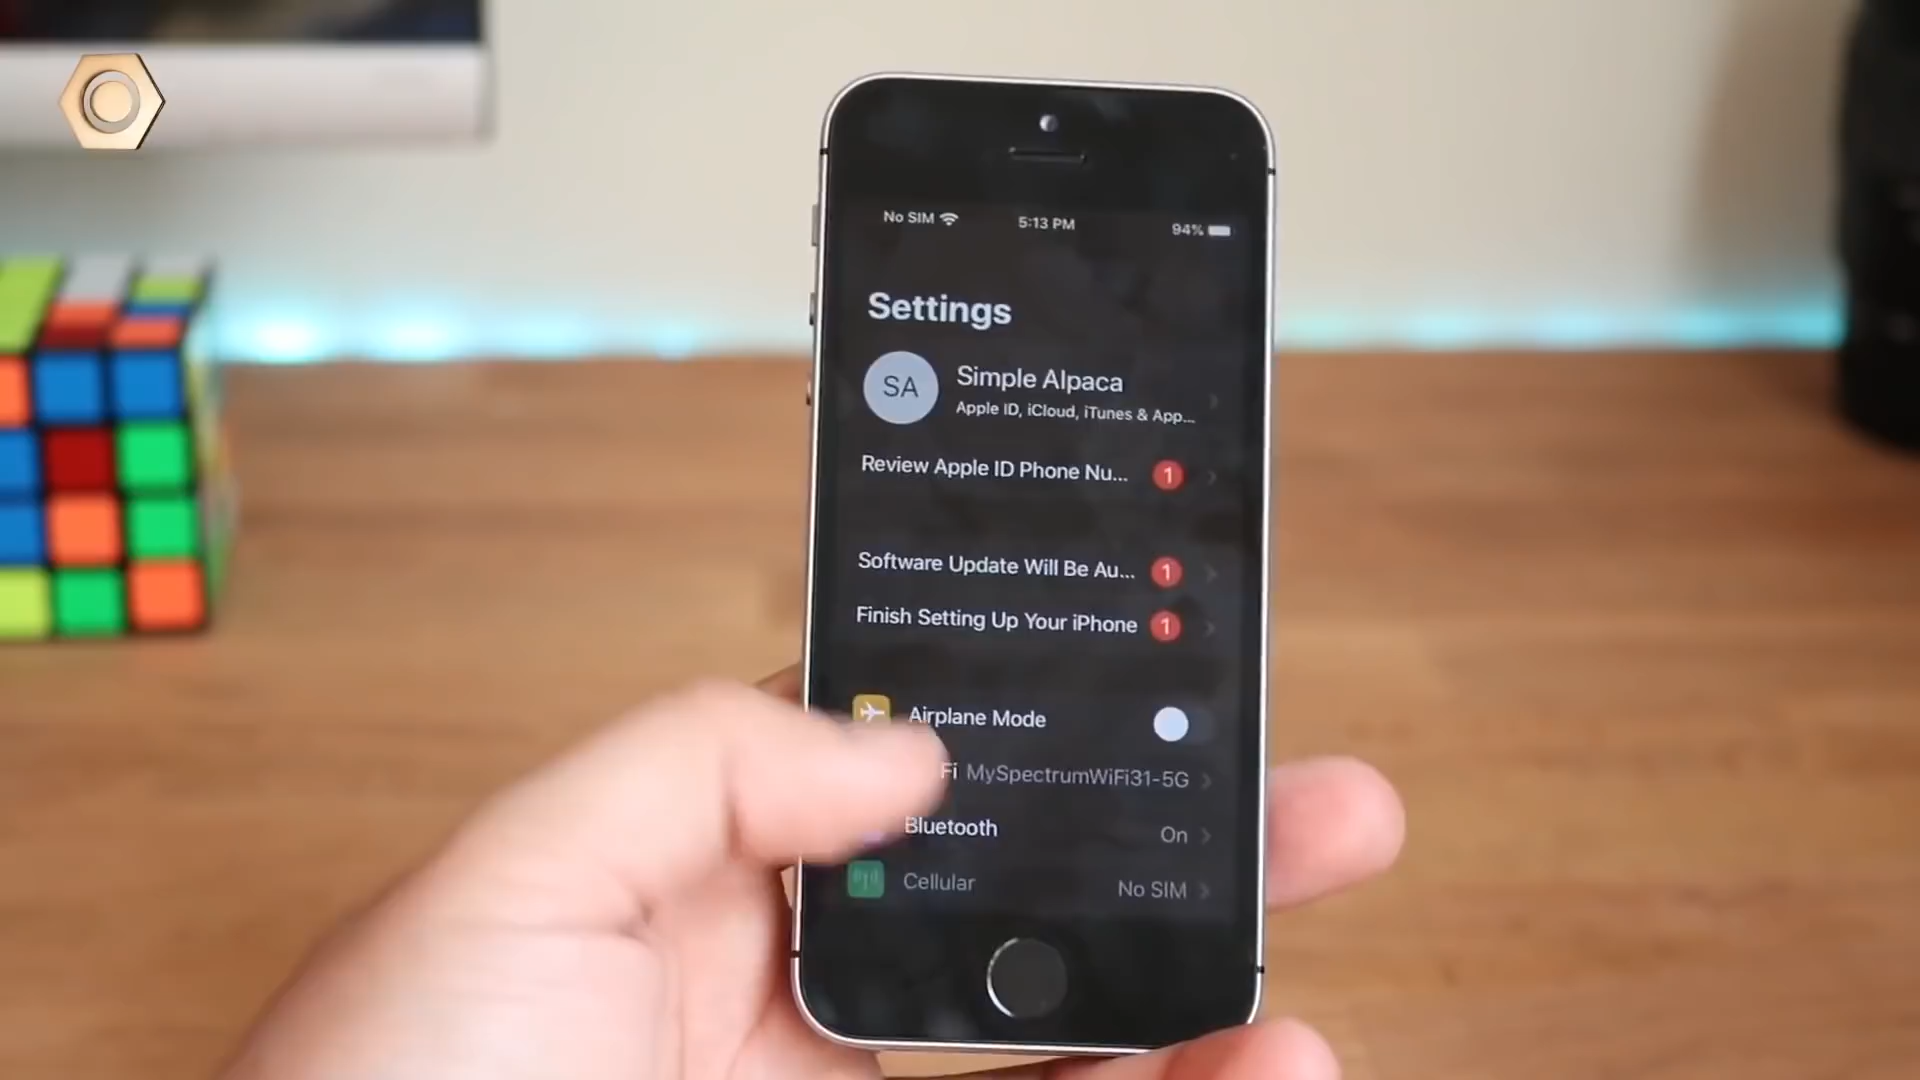 No SIM 5:13 PM 94%
Settings
SA
Simple Alpaca
Apple ID, iCloud, iTunes & App...
Review Apple ID Phone Nu... 1
Software Update Will Be Au... 1
Finish Setting Up Your iPhone 1
Airplane Mode
Fi MySpectrumWiFi31-5G
Bluetooth On
Cellular No SIM